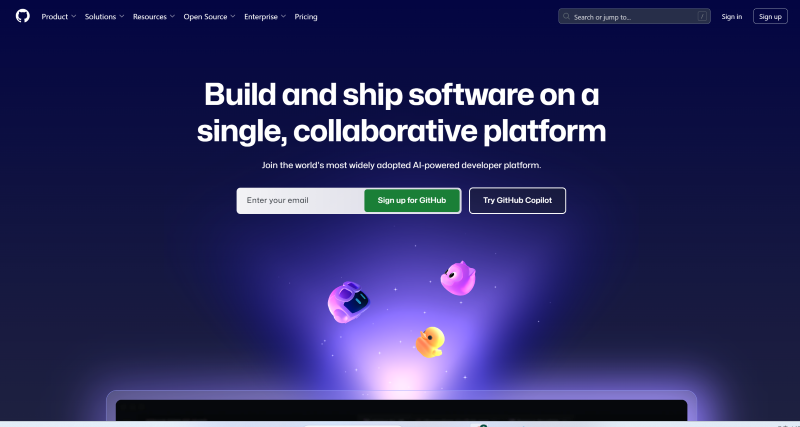 Product Solutions Resources Open Source Enterprise Pricing Search or jump to... / Sign in Sign up
Build and ship software on a
single, collaborative platform
Join the world's most widely adopted AI-powered developer platform.
Enter your email Sign up for GitHub Try GitHub Copilot